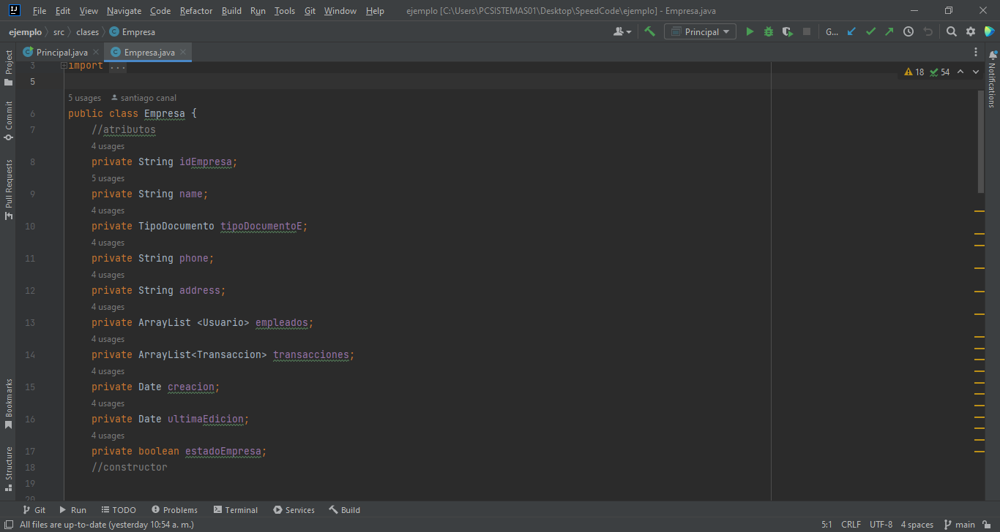 File Edit View Navigate Code Refactor Build Run Tools Git Window Help ejemplo [C:\Users\PCSISTEMAS01\Desktop\SpeedCode\ejemplo] - Empresa.java
ejemplo src clases Empresa Principal G...
Principal.java Empresa.java
3 import ...
18 54
5
5 usages santiago canal
6 public class Empresa {
7 //atributos
4 usages
8 private String idEmpresa;
5 usages
9 private String name;
4 usages
10 private TipoDocumento tipoDocumentoE;
4 usages
11 private String phone;
4 usages
12 private String address;
4 usages
13 private ArrayList <Usuario> empleados;
4 usages
14 private ArrayList<Transaccion> transacciones;
4 usages
15 private Date creacion;
4 usages
16 private Date ultimaEdicion;
4 usages
17 private boolean estadoEmpresa;
18 //constructor
19
20
Project
Commit
Pull Requests
Bookmarks
Structure
Notifications
Git Run TODO Problems Terminal Services Build
All files are up-to-date (yesterday 10:54 a. m.) 5:1 CRLF UTF-8 4 spaces main